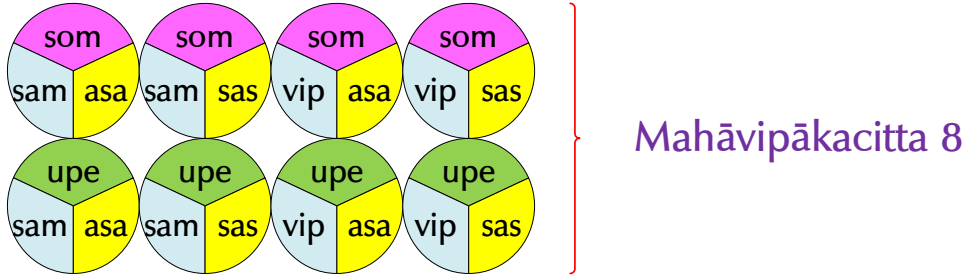 som som som som
sam asa sam sas vip asa vip sas
Mahāvipākacitta 8
upe upe upe upe
sam asa sam sas vip asa vip sas